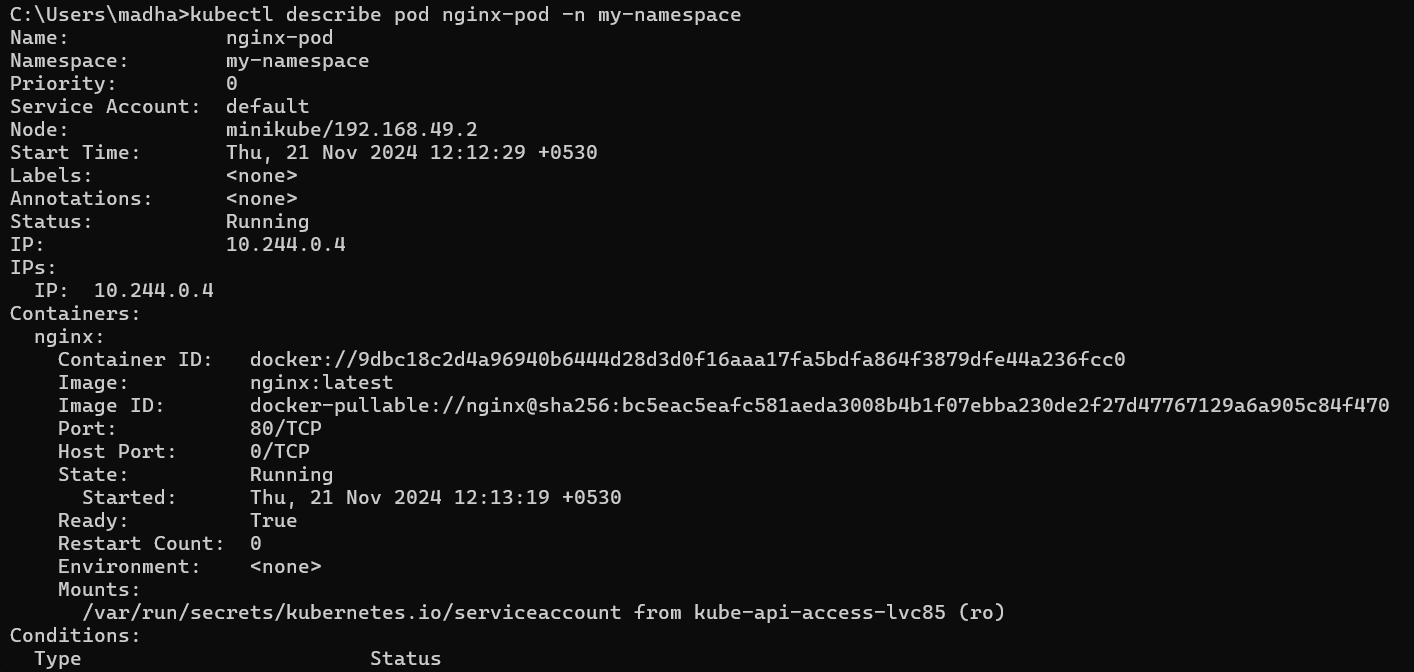 C:\Users\madha>kubectl describe pod nginx-pod -n my-namespace
Name:             nginx-pod
Namespace:        my-namespace
Priority:         0
Service Account:  default
Node:             minikube/192.168.49.2
Start Time:       Thu, 21 Nov 2024 12:12:29 +0530
Labels:           <none>
Annotations:      <none>
Status:           Running
IP:               10.244.0.4
IPs:
  IP:  10.244.0.4
Containers:
  nginx:
    Container ID:   docker://9dbc18c2d4a96940b6444d28d3d0f16aaa17fa5bdfa864f3879dfe44a236fcc0
    Image:          nginx:latest
    Image ID:       docker-pullable://nginx@sha256:bc5eac5eafc581aeda3008b4b1f07ebba230de2f27d47767129a6a905c84f470
    Port:           80/TCP
    Host Port:      0/TCP
    State:          Running
      Started:      Thu, 21 Nov 2024 12:13:19 +0530
    Ready:          True
    Restart Count:  0
    Environment:    <none>
    Mounts:
      /var/run/secrets/kubernetes.io/serviceaccount from kube-api-access-lvc85 (ro)
Conditions:
  Type                        Status